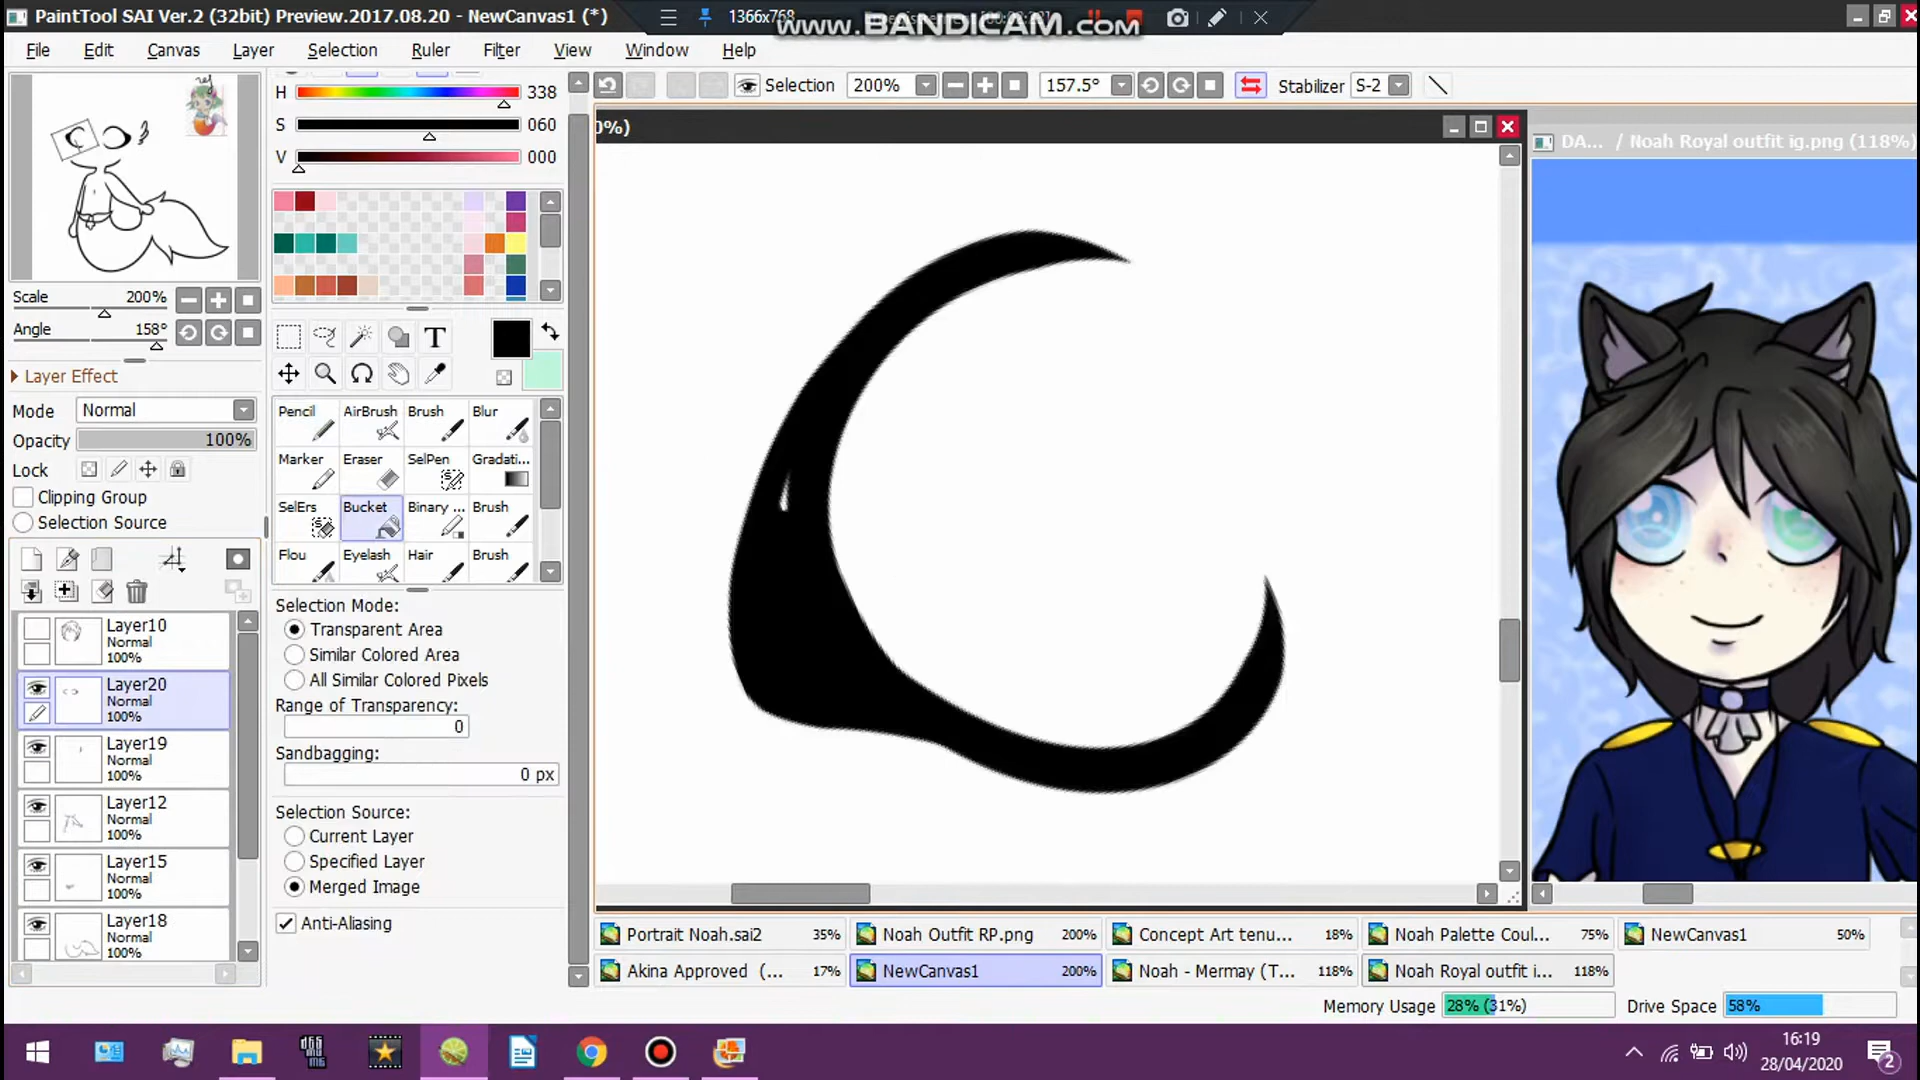 PaintTool SAI Ver.2 (32bit) Preview.2017.08.20 - NewCanvas1 (*)
1366x768
www.BANDICAM.com
File Edit Canvas Layer Selection Ruler Filter View Window Help
H 338
S 060
V 000
Selection 200% 157.5° Stabilizer S-2
0%)
DA... / Noah Royal outfit ig.png (118%)
ref
Scale 200%
Angle 158°
Layer Effect
Mode Normal
Opacity 100%
Lock
Clipping Group
Selection Source
T
Pencil AirBrush Brush Blur
Marker Eraser SelPen Gradati...
SelErs Bucket Binary ... Brush
Flou Eyelash Hair Brush
Layer10
Normal
100%
Layer20
Normal
100%
Layer19
Normal
100%
Layer12
Normal
100%
Layer15
Normal
100%
Layer18
Normal
100%
Selection Mode:
Transparent Area
Similar Colored Area
All Similar Colored Pixels
Range of Transparency:
0
Sandbagging:
0 px
Selection Source:
Current Layer
Specified Layer
Merged Image
Anti-Aliasing
Portrait Noah.sai2 35% Noah Outfit RP.png 200% Concept Art tenu... 18% Noah Palette Coul... 75% NewCanvas1 50%
Akina Approved (... 17% NewCanvas1 200% Noah - Mermay (T... 118% Noah Royal outfit i... 118%
Memory Usage 28% (31%) Drive Space 58%
16:19
28/04/2020
2